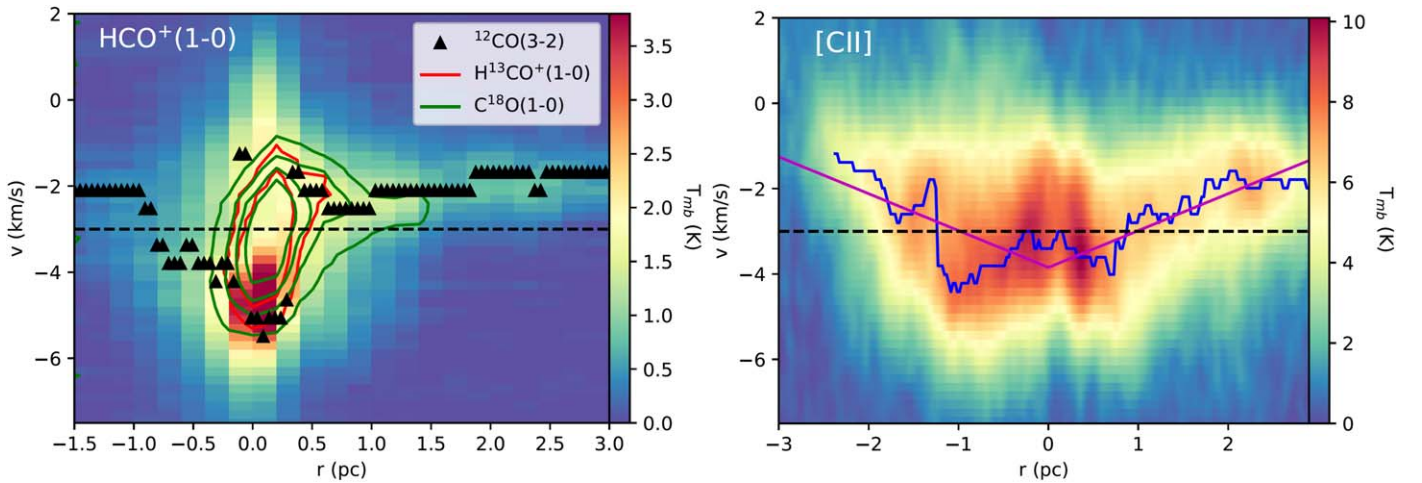 HCO⁺(1-0)
¹²CO(3-2)
H¹³CO⁺(1-0)
C¹⁸O(1-0)
2
0
−2
−4
−6
v (km/s)
−1.5 −1.0 −0.5 0.0 0.5 1.0 1.5 2.0 2.5 3.0
r (pc)
3.5
3.0
2.5
2.0
1.5
1.0
0.5
0.0
T_mb (K)
[CII]
2
0
−2
−4
−6
v (km/s)
−3 −2 −1 0 1 2
r (pc)
10
8
6
4
2
0
T_mb (K)